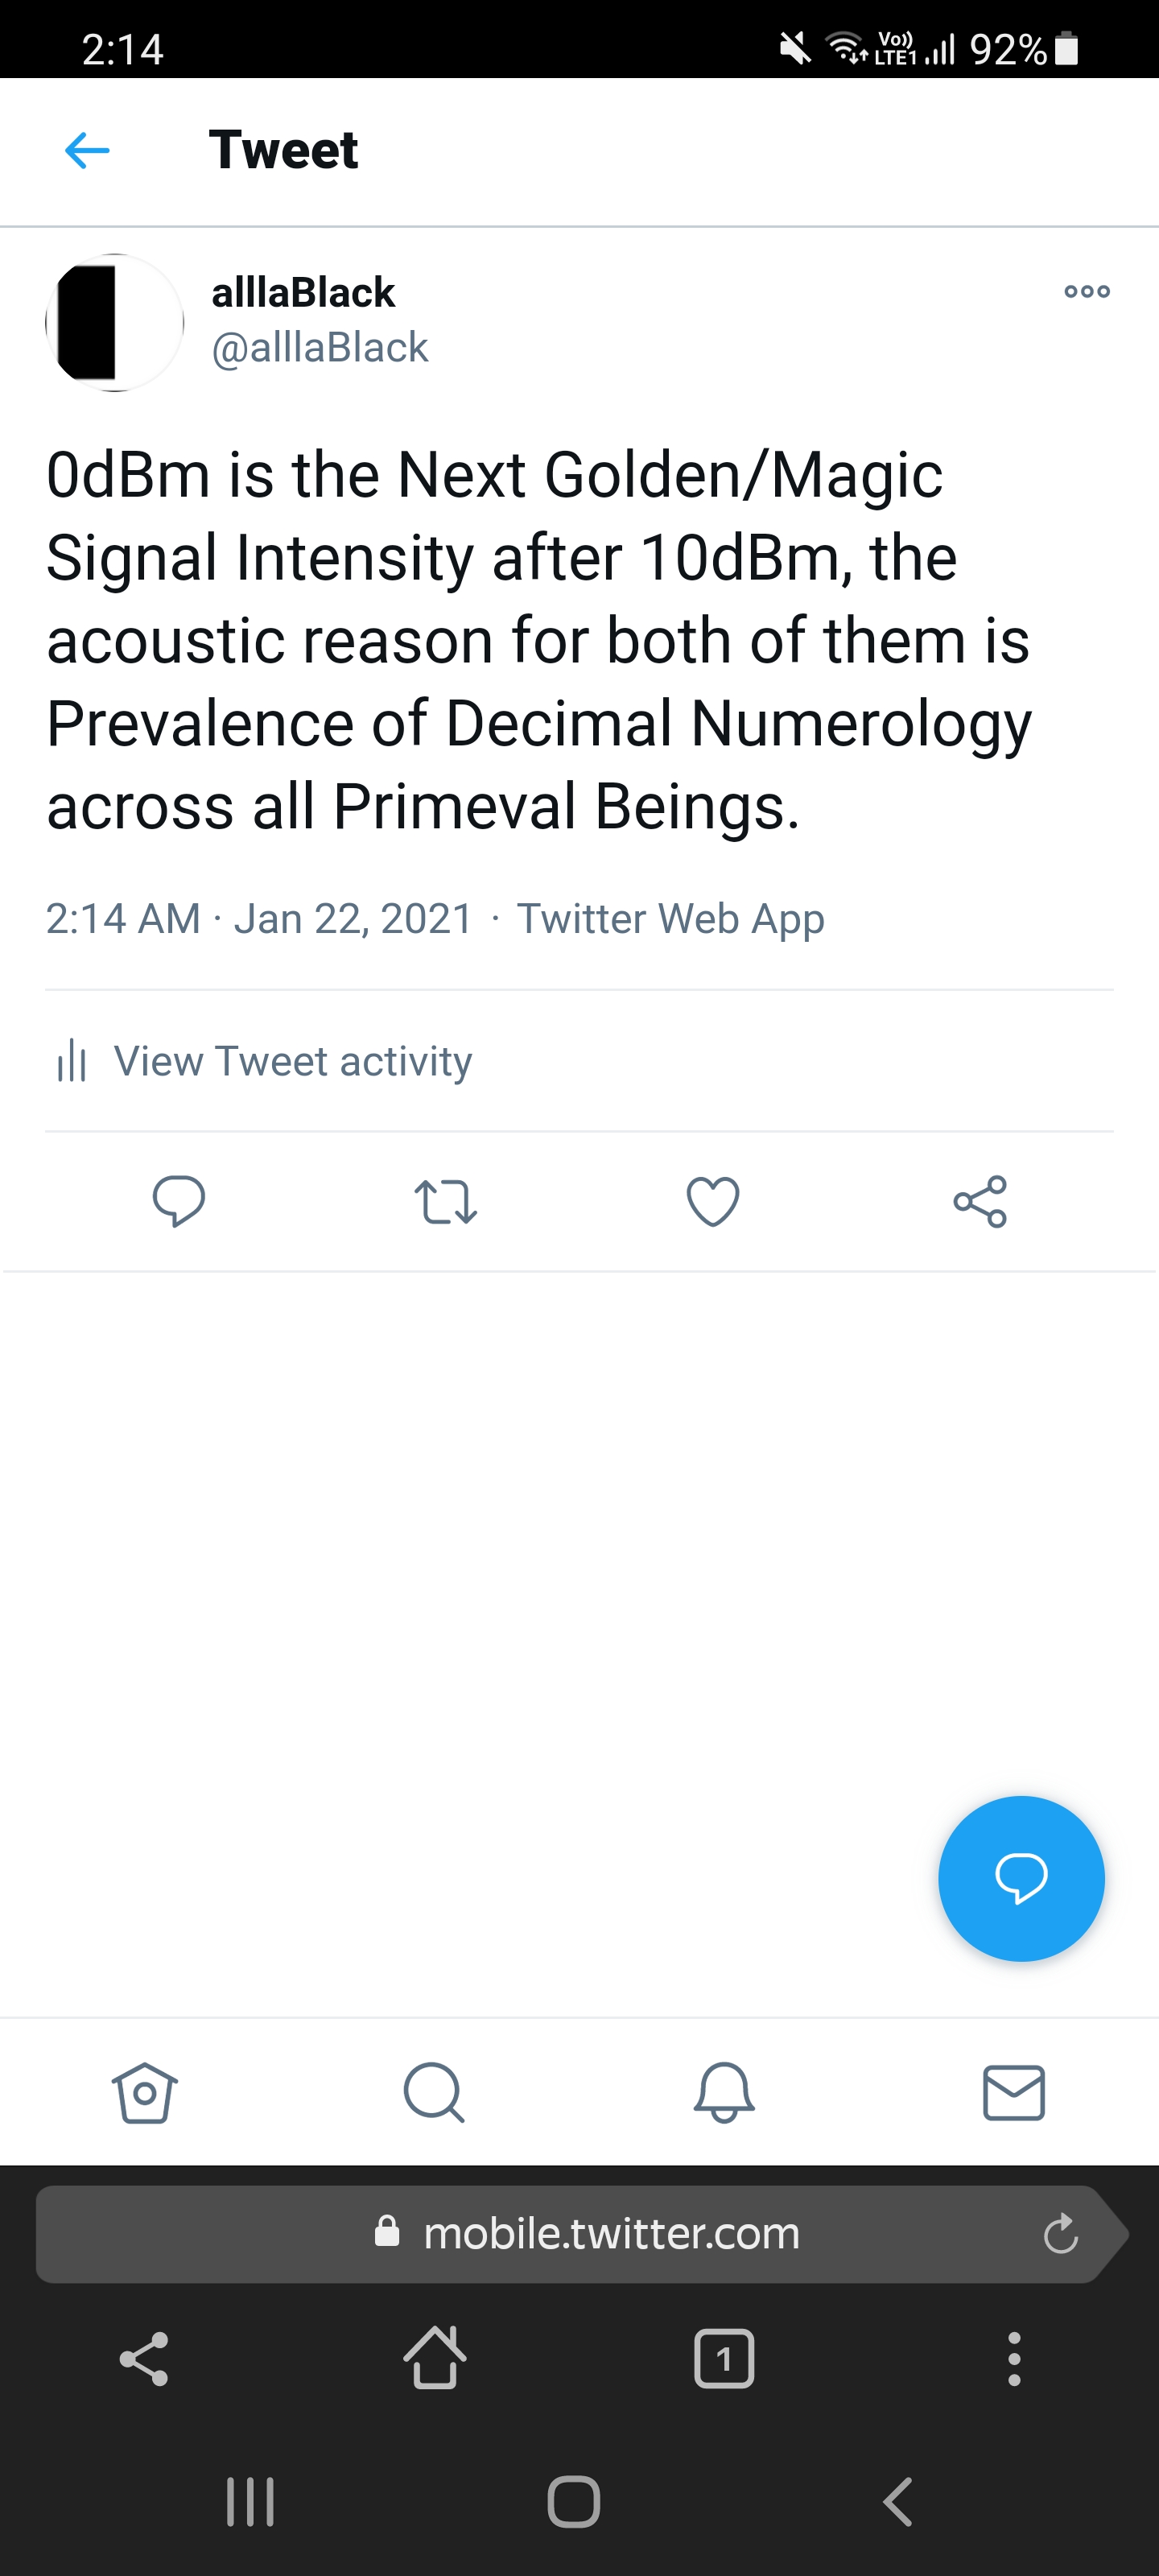 2:14 Vo)) LTE1 92%
Tweet
alllaBlack
@alllaBlack
0dBm is the Next Golden/Magic
Signal Intensity after 10dBm, the
acoustic reason for both of them is
Prevalence of Decimal Numerology
across all Primeval Beings.
2:14 AM · Jan 22, 2021 · Twitter Web App
View Tweet activity
mobile.twitter.com
1